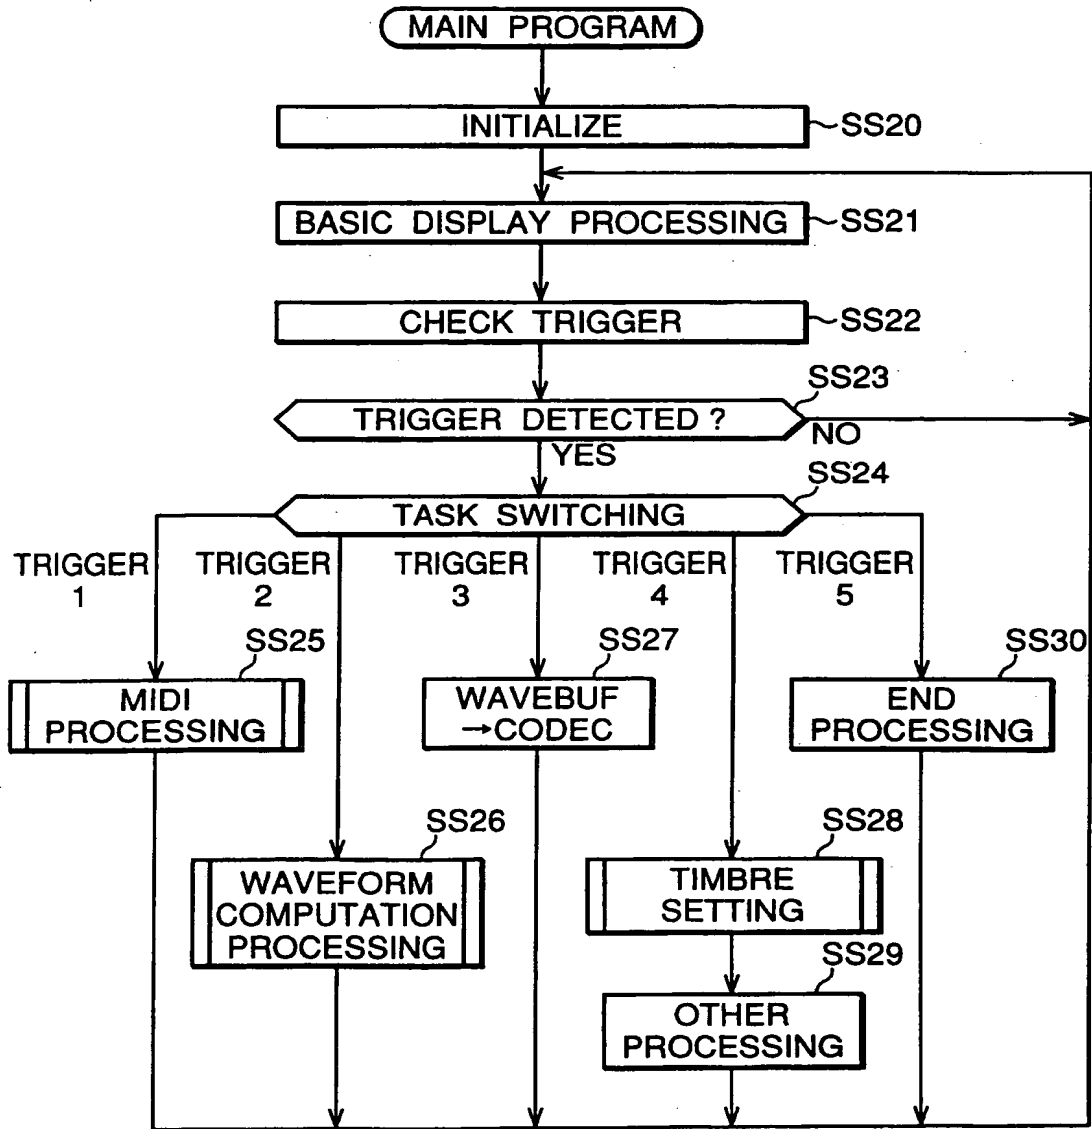 MAIN PROGRAM
INITIALIZE
SS20
BASIC DISPLAY PROCESSING
SS21
CHECK TRIGGER
SS22
SS23
TRIGGER DETECTED ?
NO
YES
SS24
TASK SWITCHING
TRIGGER
1
TRIGGER
2
TRIGGER
3
TRIGGER
4
TRIGGER
5
SS25
MIDI
PROCESSING
SS27
WAVEBUF
→CODEC
SS30
END
PROCESSING
SS26
WAVEFORM
COMPUTATION
PROCESSING
SS28
TIMBRE
SETTING
SS29
OTHER
PROCESSING